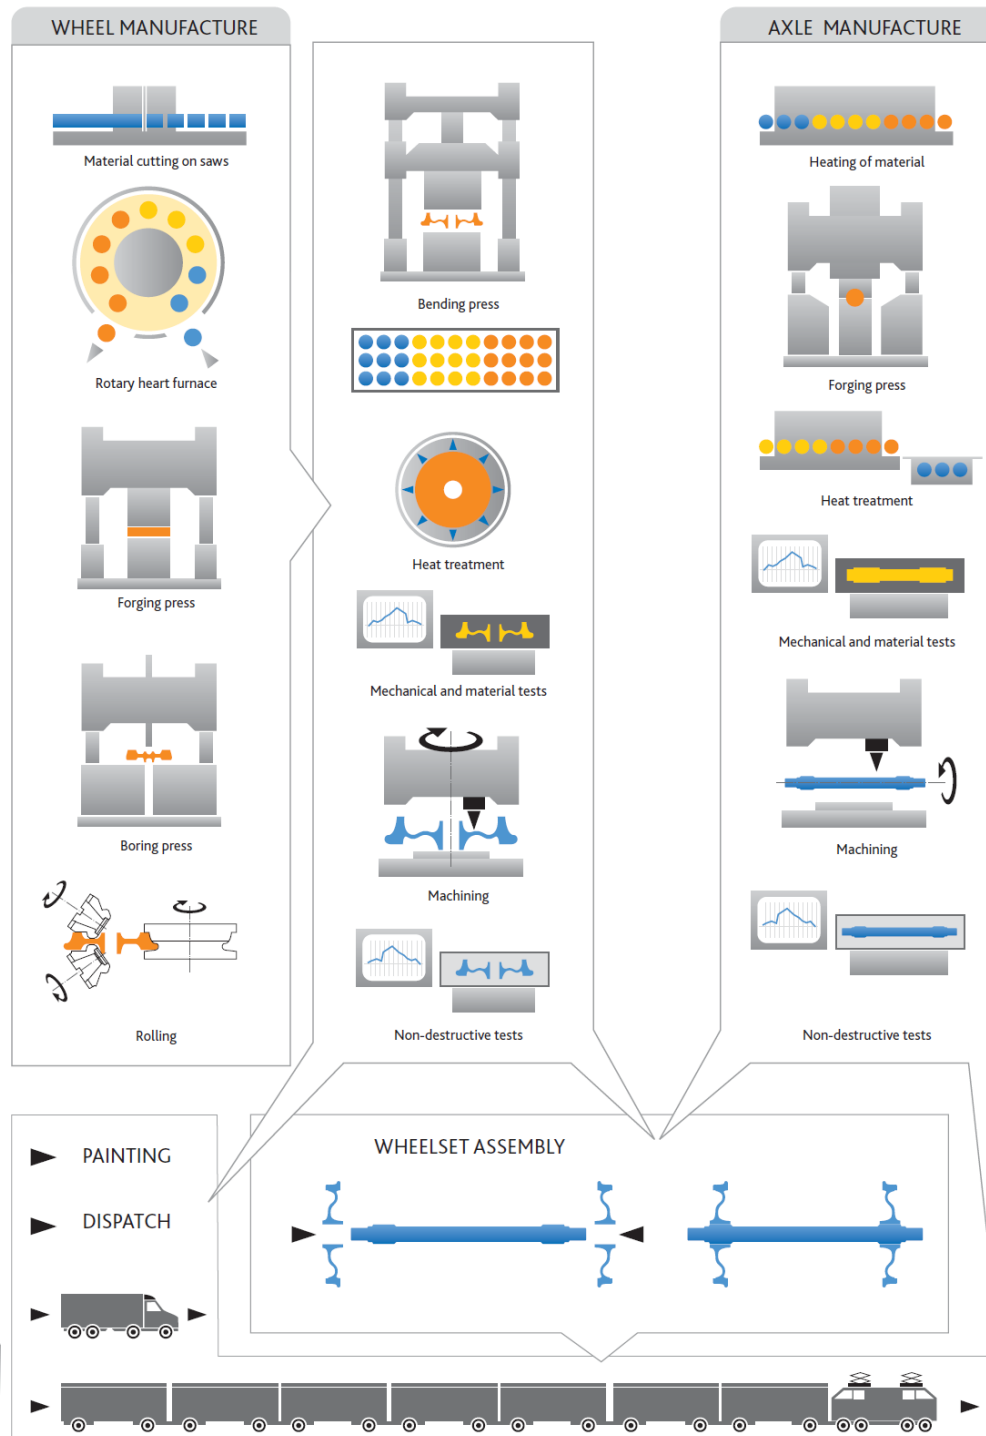 WHEEL MANUFACTURE
Material cutting on saws
Rotary heart furnace
Forging press
Boring press
Rolling
Bending press
Heat treatment
Mechanical and material tests
Machining
Non-destructive tests
AXLE MANUFACTURE
Heating of material
Forging press
Heat treatment
Mechanical and material tests
Machining
Non-destructive tests
PAINTING
DISPATCH
WHEELSET ASSEMBLY